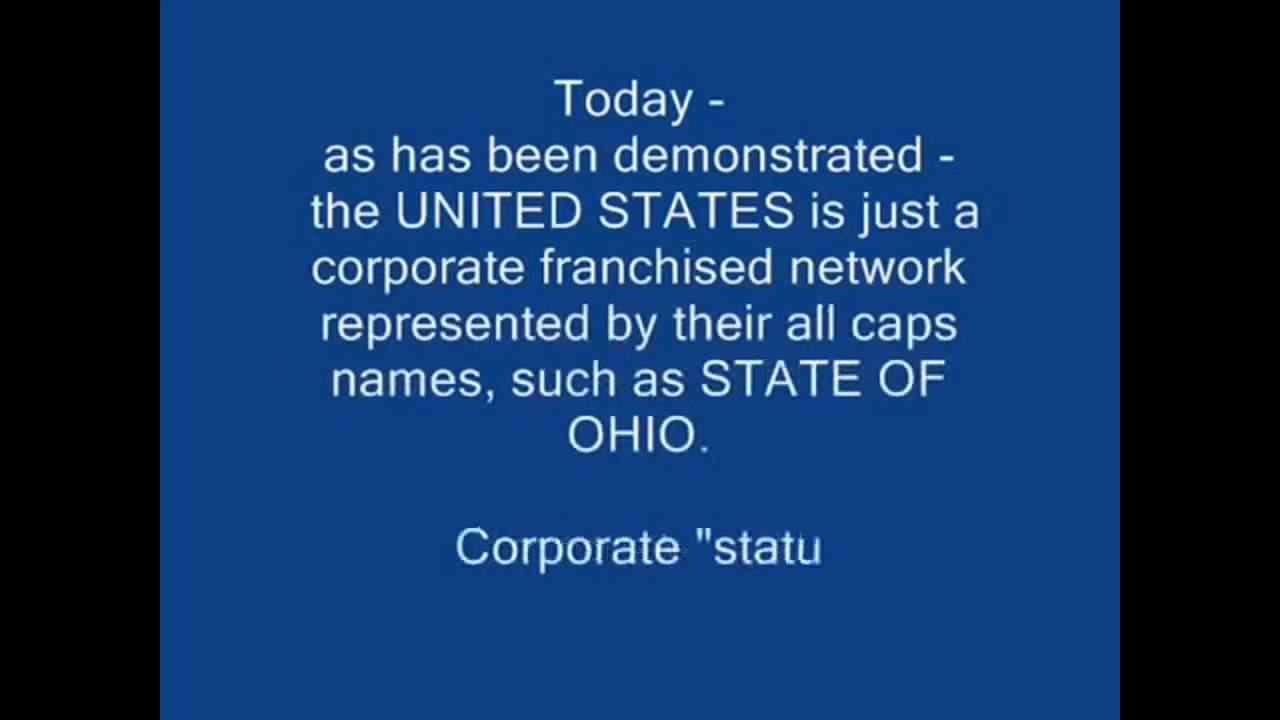 Today -
as has been demonstrated -
the UNITED STATES is just a
corporate franchised network
represented by their all caps
names, such as STATE OF
OHIO.
Corporate "statu